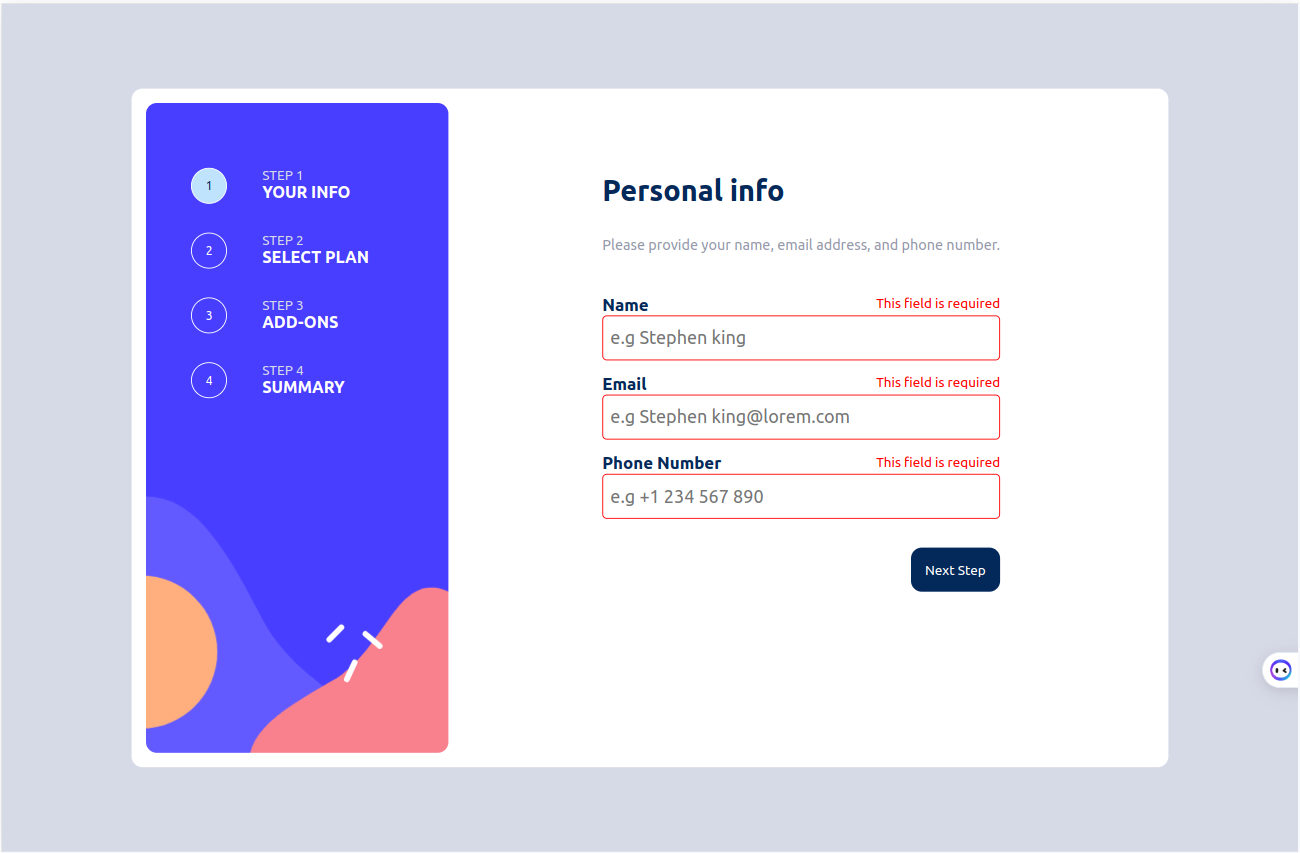 1
STEP 1
YOUR INFO
2
STEP 2
SELECT PLAN
3
STEP 3
ADD-ONS
4
STEP 4
SUMMARY
Personal info
Please provide your name, email address, and phone number.
Name This field is required
e.g Stephen king
Email This field is required
e.g Stephen king@lorem.com
Phone Number This field is required
e.g +1 234 567 890
Next Step